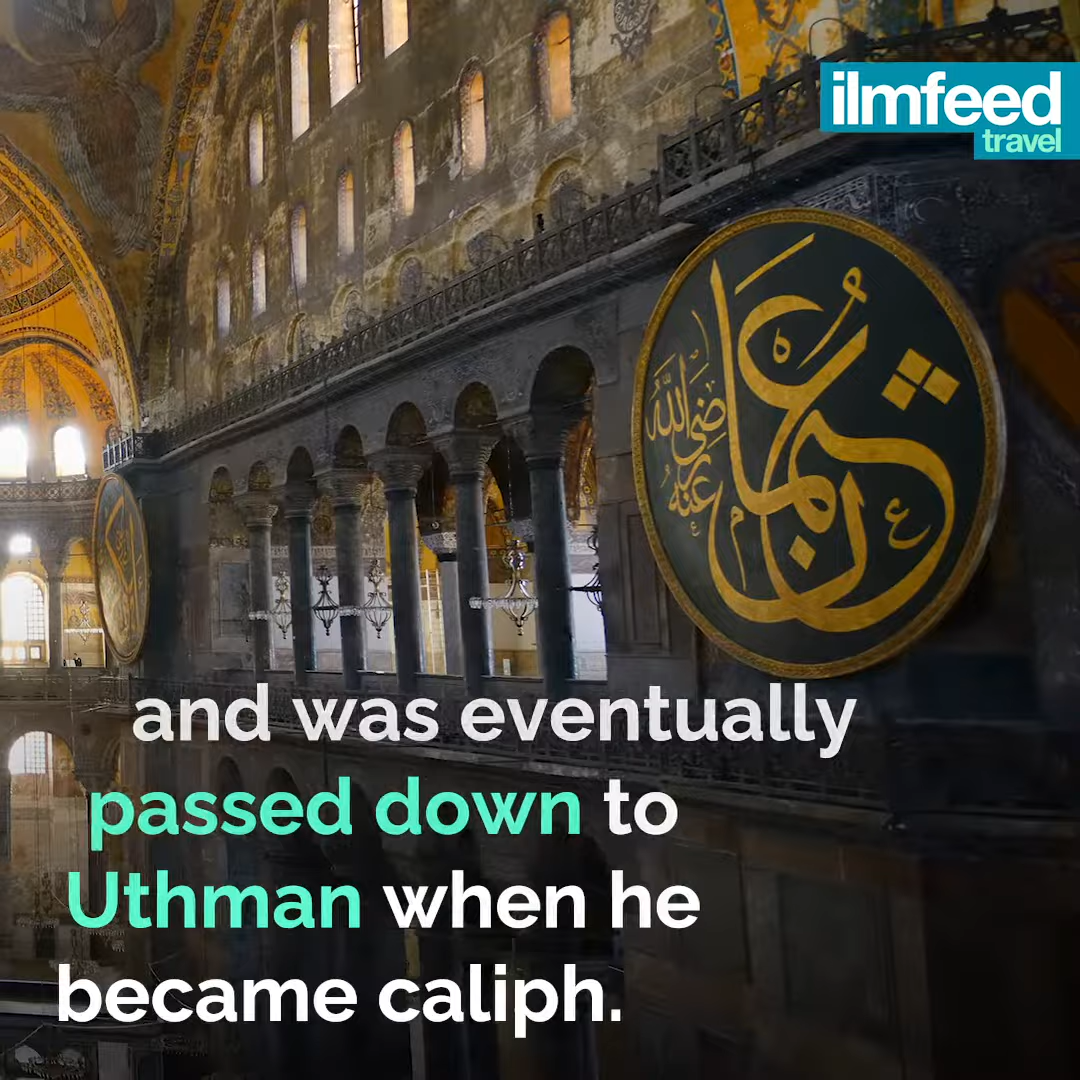 ilmfeed
travel
عثمان
رضي الله عنه
and was eventually
passed down to
Uthman when he
became caliph.